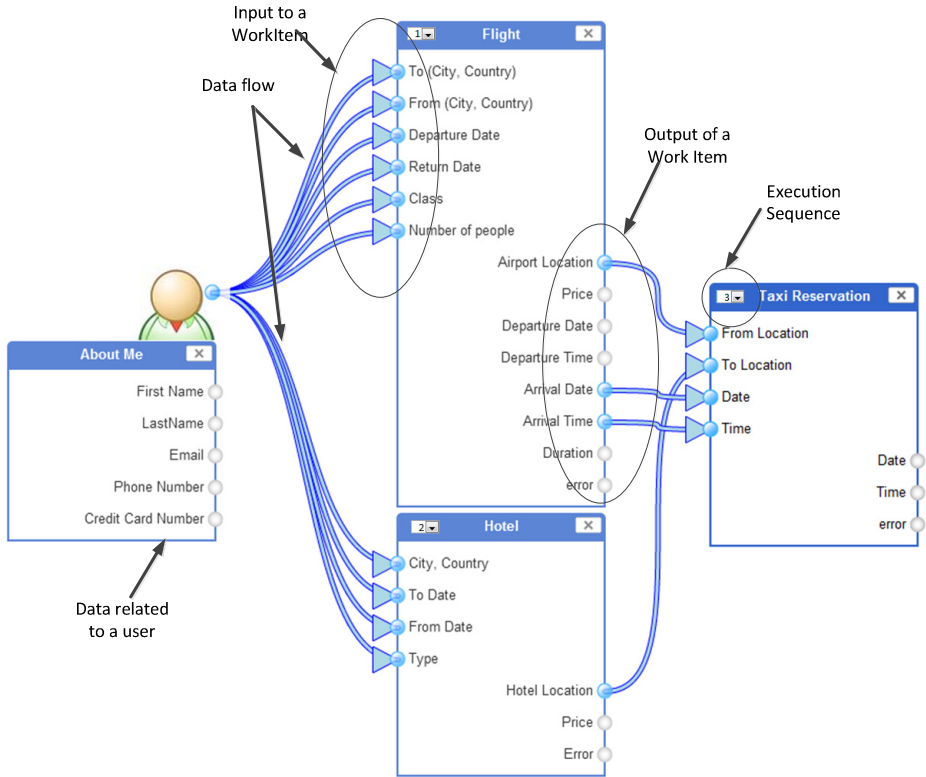 Input to a
WorkItem
Data flow
1
Flight
To (City, Country)
From (City, Country)
Departure Date
Return Date
Class
Number of people
Airport Location
Price
Departure Date
Departure Time
Arrival Date
Arrival Time
Duration
error
Output of a
Work Item
Execution
Sequence
3
Taxi Reservation
From Location
To Location
Date
Time
Date
Time
error
About Me
First Name
LastName
Email
Phone Number
Credit Card Number
Data related
to a user
2
Hotel
City, Country
To Date
From Date
Type
Hotel Location
Price
Error